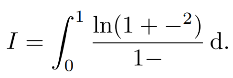 I = ∫₀¹ ln(1 + −²) / 1− d.